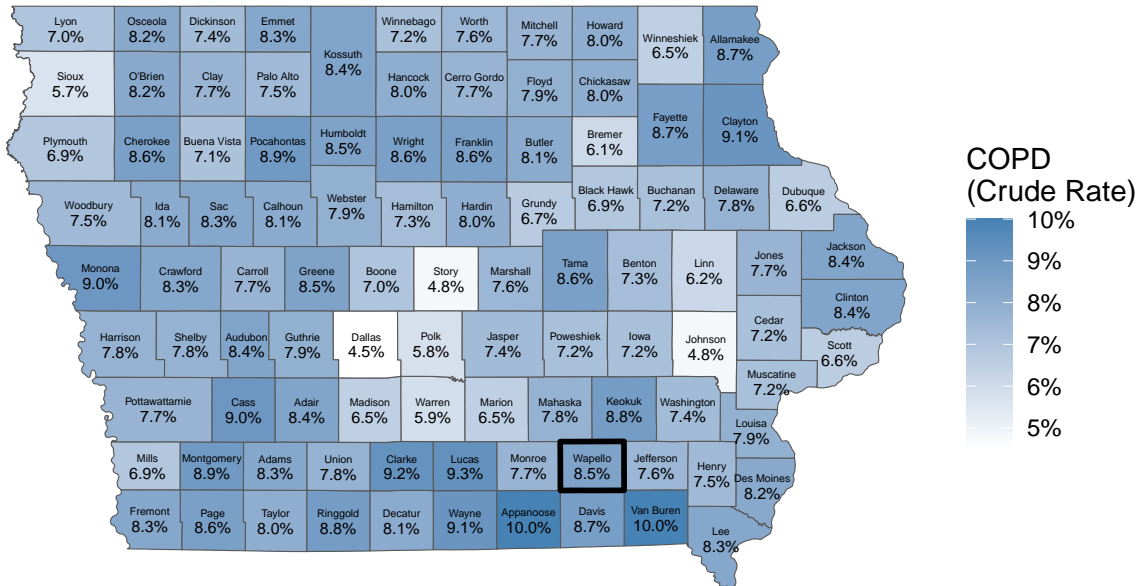 Lyon
7.0%
Osceola
8.2%
Dickinson
7.4%
Emmet
8.3%
Kossuth
8.4%
Winnebago
7.2%
Worth
7.6%
Mitchell
7.7%
Howard
8.0%
Winneshiek
6.5%
Allamakee
8.7%
Sioux
5.7%
O'Brien
8.2%
Clay
7.7%
Palo Alto
7.5%
Hancock
8.0%
Cerro Gordo
7.7%
Floyd
7.9%
Chickasaw
8.0%
Fayette
8.7%
Clayton
9.1%
Plymouth
6.9%
Cherokee
8.6%
Buena Vista
7.1%
Pocahontas
8.9%
Humboldt
8.5%
Wright
8.6%
Franklin
8.6%
Butler
8.1%
Bremer
6.1%
Woodbury
7.5%
Ida
8.1%
Sac
8.3%
Calhoun
8.1%
Webster
7.9%
Hamilton
7.3%
Hardin
8.0%
Grundy
6.7%
Black Hawk
6.9%
Buchanan
7.2%
Delaware
7.8%
Dubuque
6.6%
Monona
9.0%
Crawford
8.3%
Carroll
7.7%
Greene
8.5%
Boone
7.0%
Story
4.8%
Marshall
7.6%
Tama
8.6%
Benton
7.3%
Linn
6.2%
Jones
7.7%
Jackson
8.4%
Clinton
8.4%
Harrison
7.8%
Shelby
7.8%
Audubon
8.4%
Guthrie
7.9%
Dallas
4.5%
Polk
5.8%
Jasper
7.4%
Poweshiek
7.2%
Iowa
7.2%
Johnson
4.8%
Cedar
7.2%
Scott
6.6%
Muscatine
7.2%
Pottawattamie
7.7%
Cass
9.0%
Adair
8.4%
Madison
6.5%
Warren
5.9%
Marion
6.5%
Mahaska
7.8%
Keokuk
8.8%
Washington
7.4%
Louisa
7.9%
Mills
6.9%
Montgomery
8.9%
Adams
8.3%
Union
7.8%
Clarke
9.2%
Lucas
9.3%
Monroe
7.7%
Wapello
8.5%
Jefferson
7.6%
Henry
7.5%
Des Moines
8.2%
Fremont
8.3%
Page
8.6%
Taylor
8.0%
Ringgold
8.8%
Decatur
8.1%
Wayne
9.1%
Appanoose
10.0%
Davis
8.7%
Van Buren
10.0%
Lee
8.3%
COPD
(Crude Rate)
10%
9%
8%
7%
6%
5%